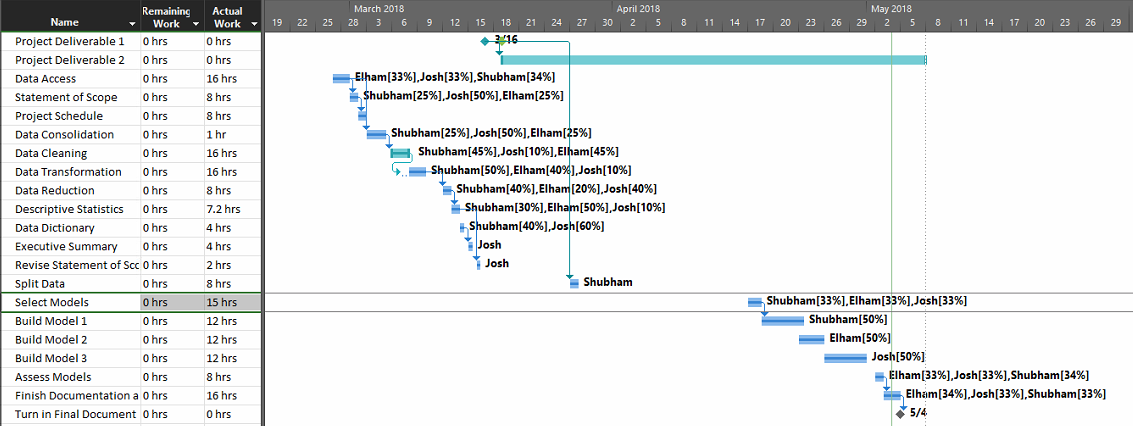 Name Remaining Work Actual Work March 2018 April 2018 May 2018
19 22 25 28 3 6 9 12 15 18 21 24 27 30 2 5 8 11 14 17 20 23 26 29 2 5 8 11 14 17 20 23 26 29
Project Deliverable 1 0 hrs 0 hrs 3/16
Project Deliverable 2 0 hrs 0 hrs
Data Access 0 hrs 16 hrs Elham[33%],Josh[33%],Shubham[34%]
Statement of Scope 0 hrs 8 hrs Shubham[25%],Josh[50%],Elham[25%]
Project Schedule 0 hrs 8 hrs
Data Consolidation 0 hrs 1 hr Shubham[25%],Josh[50%],Elham[25%]
Data Cleaning 0 hrs 16 hrs Shubham[45%],Josh[10%],Elham[45%]
Data Transformation 0 hrs 16 hrs Shubham[50%],Elham[40%],Josh[10%]
Data Reduction 0 hrs 8 hrs Shubham[40%],Elham[20%],Josh[40%]
Descriptive Statistics 0 hrs 7.2 hrs Shubham[30%],Elham[50%],Josh[10%]
Data Dictionary 0 hrs 4 hrs Shubham[40%],Josh[60%]
Executive Summary 0 hrs 4 hrs Josh
Revise Statement of Sco 0 hrs 2 hrs Josh
Split Data 0 hrs 8 hrs Shubham
Select Models 0 hrs 15 hrs Shubham[33%],Elham[33%],Josh[33%]
Build Model 1 0 hrs 12 hrs Shubham[50%]
Build Model 2 0 hrs 12 hrs Elham[50%]
Build Model 3 0 hrs 12 hrs Josh[50%]
Assess Models 0 hrs 8 hrs Elham[33%],Josh[33%],Shubham[34%]
Finish Documentation a 0 hrs 16 hrs Elham[34%],Josh[33%],Shubham[33%]
Turn in Final Document 0 hrs 0 hrs 5/4